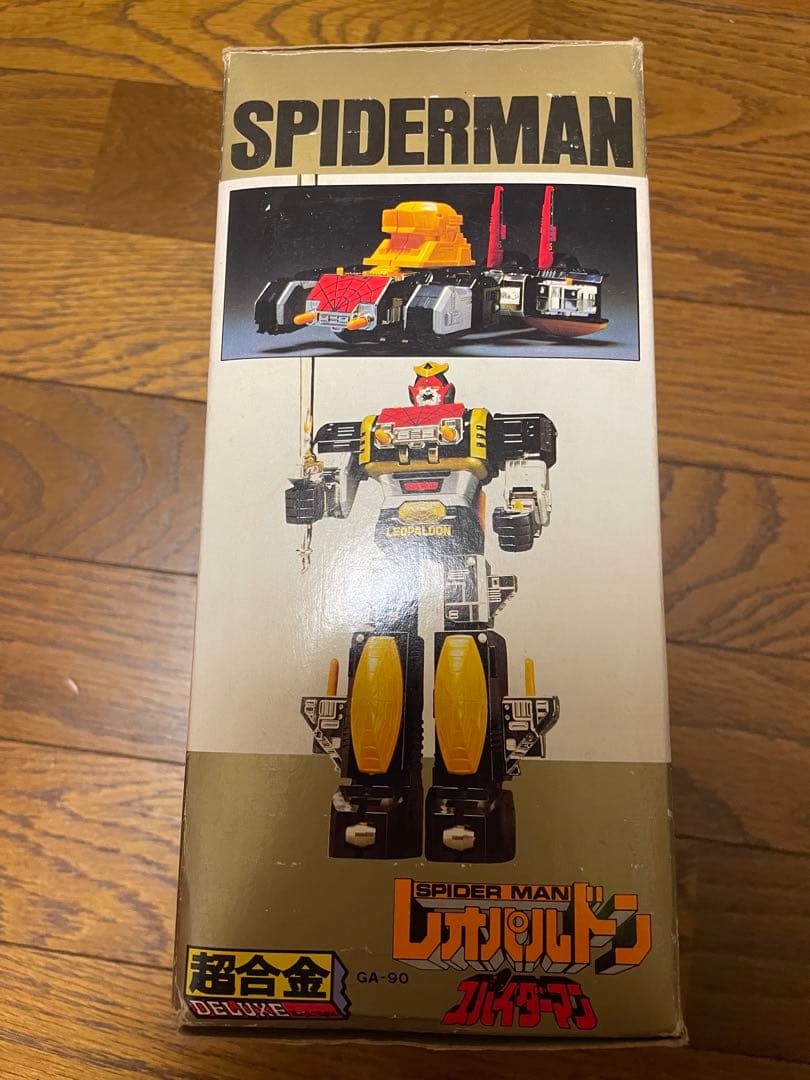 SPIDERMAN
LEOPALDON
SPIDER MAN
レオパルドン
スパイダーマン
超合金
DELUXE
GA-90